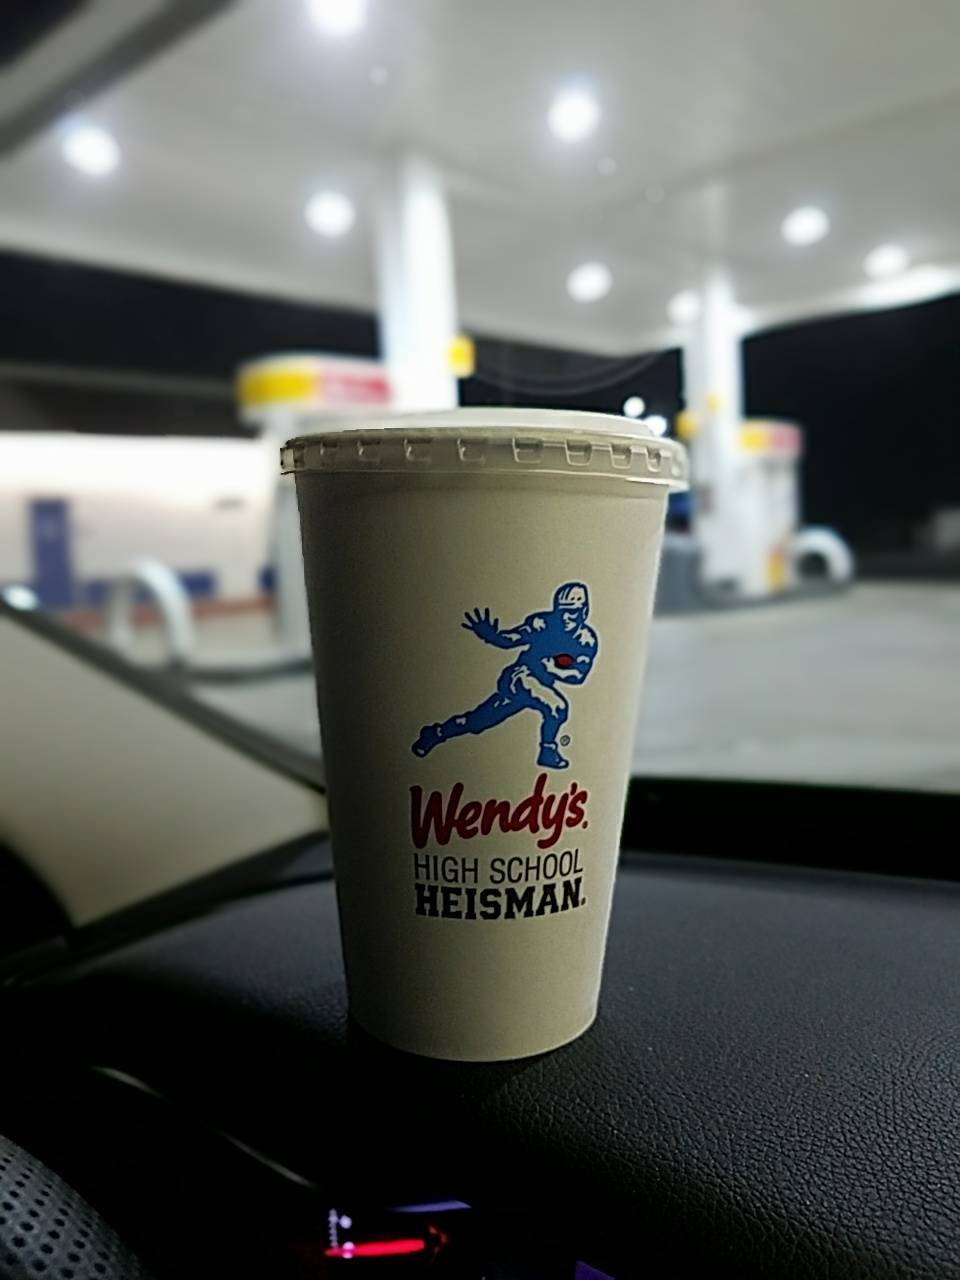 Wendy's.
HIGH SCHOOL
HEISMAN.
®